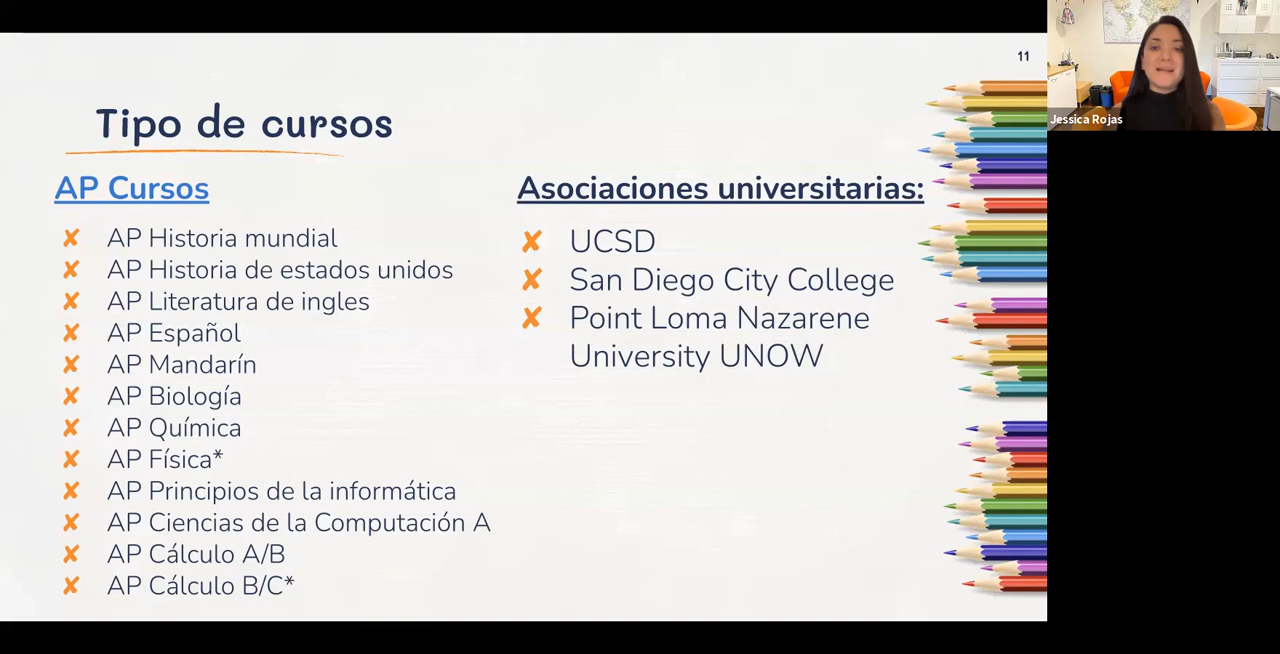 11
Jessica Rojas
Tipo de cursos
AP Cursos
✘ AP Historia mundial
✘ AP Historia de estados unidos
✘ AP Literatura de ingles
✘ AP Español
✘ AP Mandarín
✘ AP Biología
✘ AP Química
✘ AP Física*
✘ AP Principios de la informática
✘ AP Ciencias de la Computación A
✘ AP Cálculo A/B
✘ AP Cálculo B/C*
Asociaciones universitarias:
✘ UCSD
✘ San Diego City College
✘ Point Loma Nazarene
University UNOW